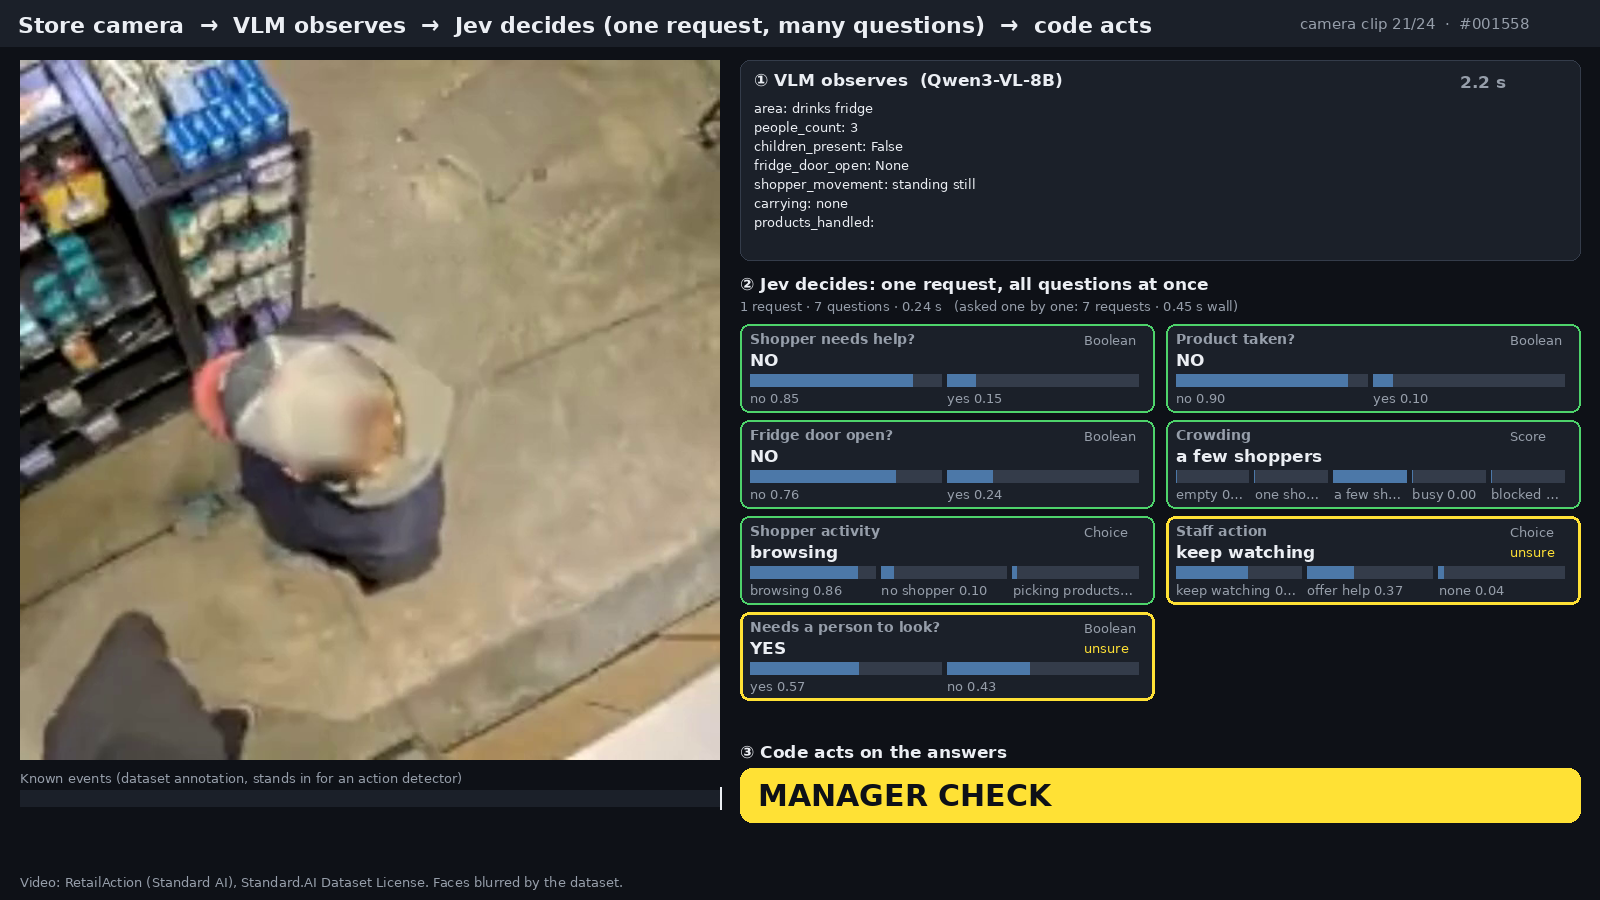 Store camera → VLM observes → Jev decides (one request, many questions) → code acts
camera clip 21/24 · #001558
① VLM observes (Qwen3-VL-8B)
2.2 s
area: drinks fridge
people_count: 3
children_present: False
fridge_door_open: None
shopper_movement: standing still
carrying: none
products_handled:
② Jev decides: one request, all questions at once
1 request · 7 questions · 0.24 s (asked one by one: 7 requests · 0.45 s wall)
Shopper needs help?
Boolean
NO
no 0.85
yes 0.15
Product taken?
Boolean
NO
no 0.90
yes 0.10
Fridge door open?
Boolean
NO
no 0.76
yes 0.24
Crowding
Score
a few shoppers
empty 0...
one sho...
a few sh...
busy 0.00
blocked ...
Shopper activity
Choice
browsing
browsing 0.86
no shopper 0.10
picking products...
Staff action
Choice
keep watching
unsure
keep watching 0...
offer help 0.37
none 0.04
Needs a person to look?
Boolean
YES
unsure
yes 0.57
no 0.43
③ Code acts on the answers
MANAGER CHECK
Known events (dataset annotation, stands in for an action detector)
Video: RetailAction (Standard AI), Standard.AI Dataset License. Faces blurred by the dataset.